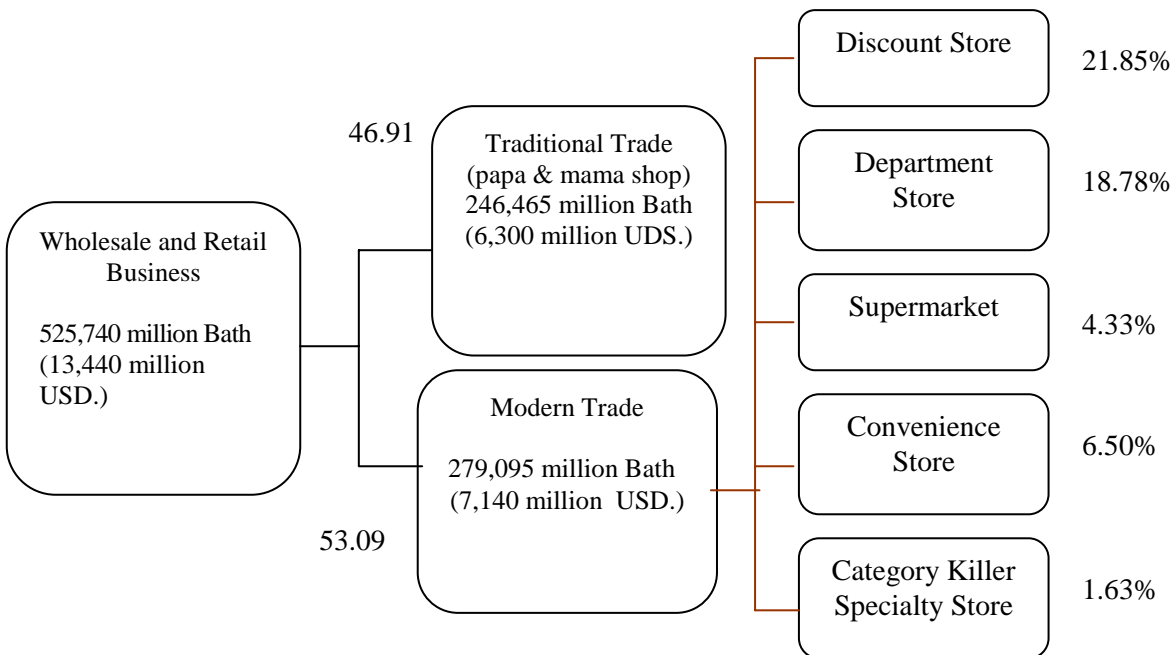 Wholesale and Retail
Business
525,740 million Bath
(13,440 million
USD.)
46.91
Traditional Trade
(papa & mama shop)
246,465 million Bath
(6,300 million UDS.)
Modern Trade
279,095 million Bath
(7,140 million USD.)
53.09
Discount Store
21.85%
Department
Store
18.78%
Supermarket
4.33%
Convenience
Store
6.50%
Category Killer
Specialty Store
1.63%